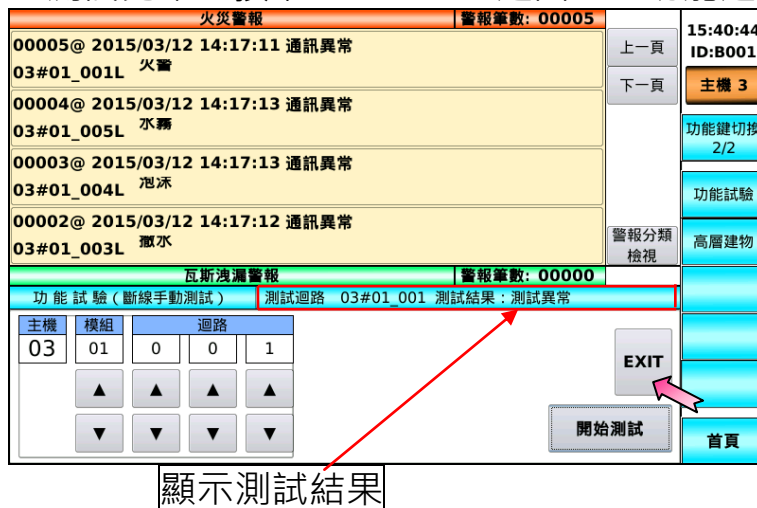 火災警報 警報筆數: 00005
00005@ 2015/03/12 14:17:11 通訊異常
03#01_001L 火警
00004@ 2015/03/12 14:17:13 通訊異常
03#01_005L 水霧
00003@ 2015/03/12 14:17:13 通訊異常
03#01_004L 泡沫
00002@ 2015/03/12 14:17:12 通訊異常
03#01_003L 撒水
上一頁
下一頁
警報分類
檢視
15:40:44
ID:B001
主機 3
功能鍵切換
2/2
功能試驗
高層建物
首頁
瓦斯洩漏警報 警報筆數: 00000
功 能 試 驗 ( 斷線手動測試 ) 測試迴路 03#01_001 測試結果：測試異常
主機 模組 迴路
03 01 0 0 1
▲ ▲ ▲ ▲
▼ ▼ ▼ ▼
EXIT
開始測試
顯示測試結果